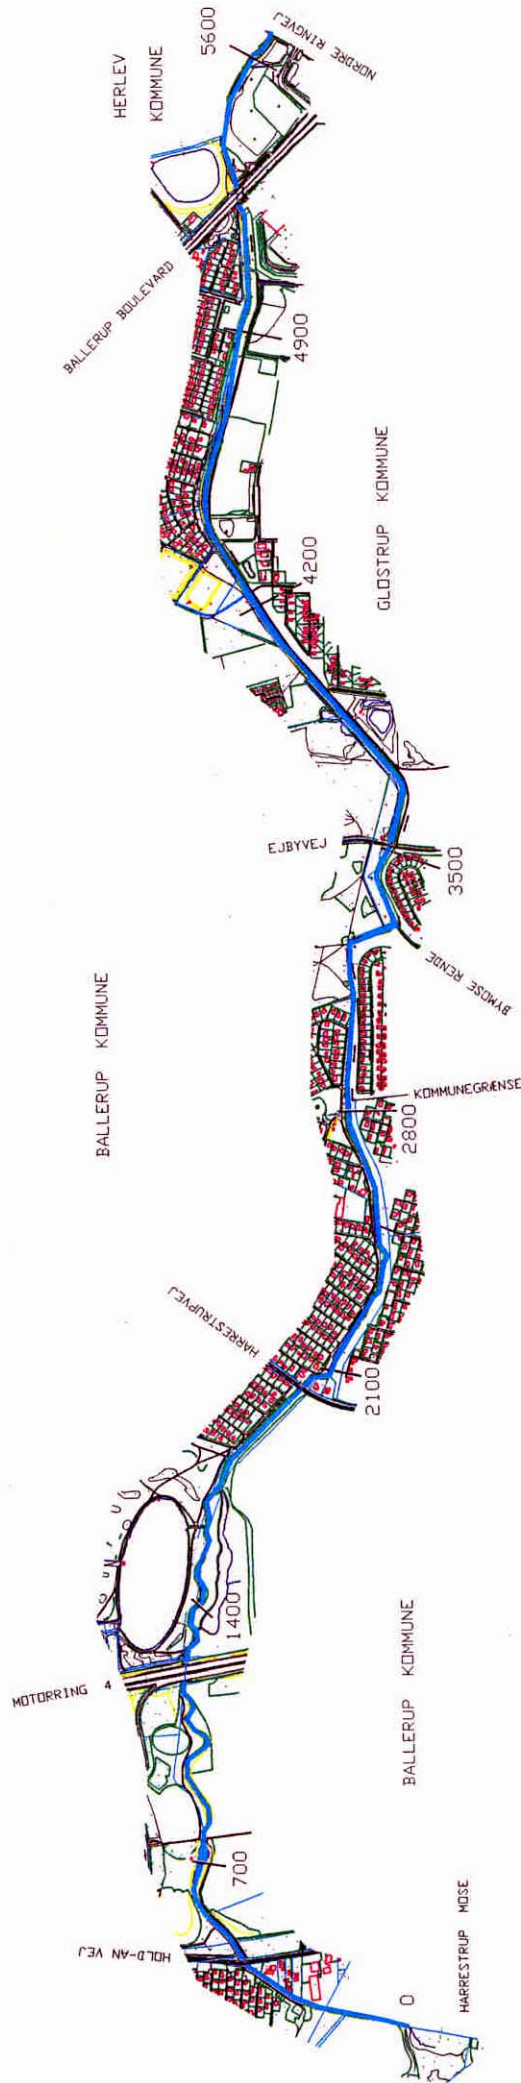 HERLEV
KOMMUNE
5600
NORDRE RINGVEJ
BALLERUP BOULEVARD
4900
GLOSTRUP KOMMUNE
4200
EJBYVEJ
3500
BYMOSE RENDE
BALLERUP KOMMUNE
KOMMUNEGRÆNSE
2800
HARRESTRUPVEJ
2100
1400
MOTORRING 4
BALLERUP KOMMUNE
700
HOLD-AN VEJ
0
HARRESTRUP MOSE